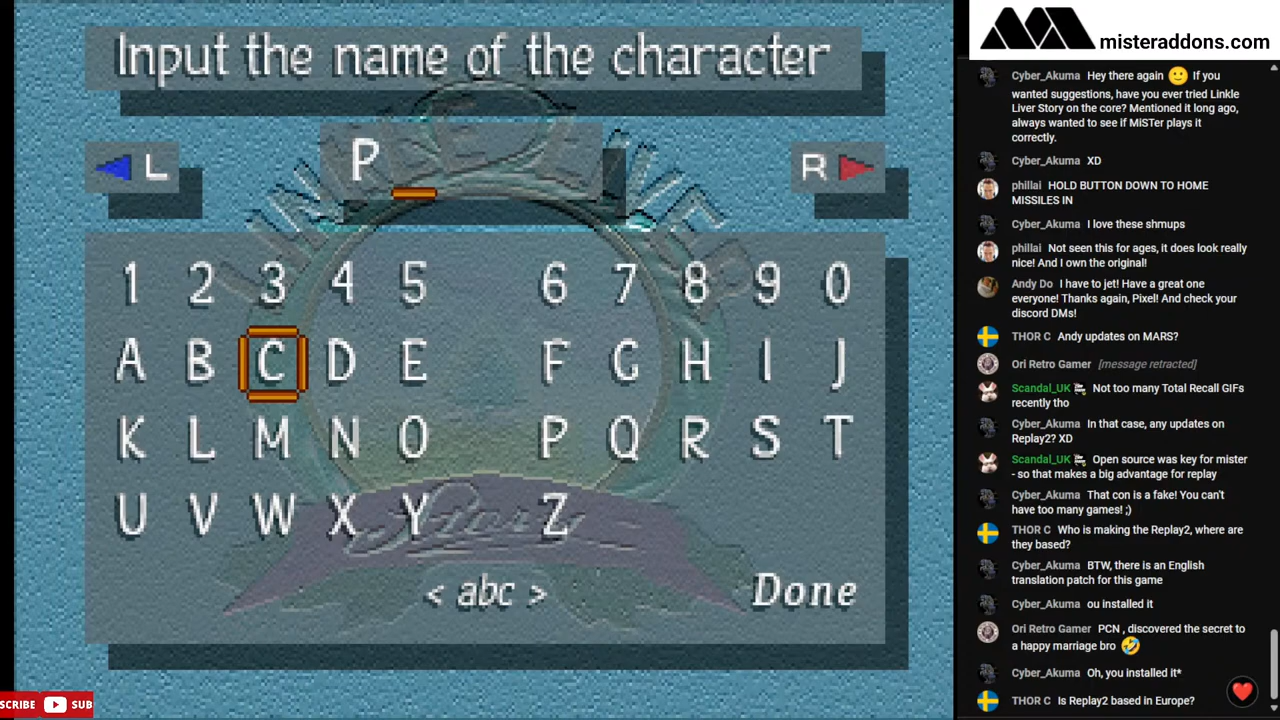 Input the name of the character
L
P
R
1 2 3 4 5 6 7 8 9 0
A B C D E F G H I J
K L M N O P Q R S T
U V W X Y Z
< abc > Done
SCRIBE SUB
misteraddons.com
Cyber_Akuma Hey there again 🙂 If you
wanted suggestions, have you ever tried Linkle
Liver Story on the core? Mentioned it long ago,
always wanted to see if MiSTer plays it
correctly.
Cyber_Akuma XD
phillai HOLD BUTTON DOWN TO HOME
MISSILES IN
Cyber_Akuma I love these shmups
phillai Not seen this for ages, it does look really
nice! And I own the original!
Andy Do I have to jet! Have a great one
everyone! Thanks again, Pixel! And check your
discord DMs!
THOR C Andy updates on MARS?
Ori Retro Gamer [message retracted]
Scandal_UK Not too many Total Recall GIFs
recently tho
Cyber_Akuma In that case, any updates on
Replay2? XD
Scandal_UK Open source was key for mister
- so that makes a big advantage for replay
Cyber_Akuma That con is a fake! You can't
have too many games! ;)
THOR C Who is making the Replay2, where are
they based?
Cyber_Akuma BTW, there is an English
translation patch for this game
Cyber_Akuma ou installed it
Ori Retro Gamer PCN , discovered the secret to
a happy marriage bro 🤣
Cyber_Akuma Oh, you installed it*
THOR C Is Replay2 based in Europe?